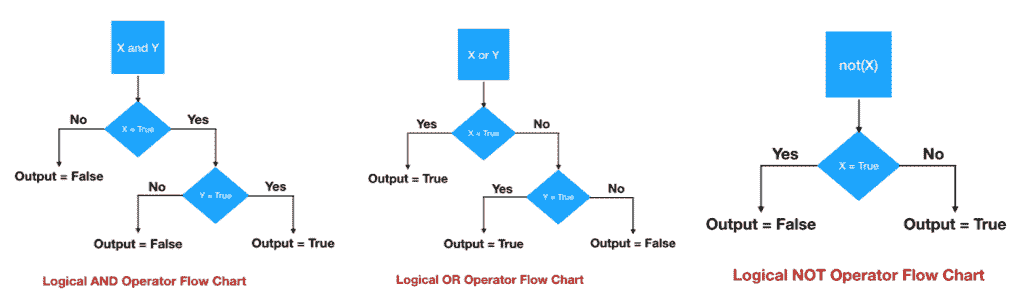 X and Y
No
X = True
Yes
Output = False
No
Y = True
Yes
Output = False
Output = True
Logical AND Operator Flow Chart
X or Y
Yes
X = True
No
Output = True
Yes
Y = True
No
Output = True
Output = False
Logical OR Operator Flow Chart
not(X)
Yes
X = True
No
Output = False
Output = True
Logical NOT Operator Flow Chart